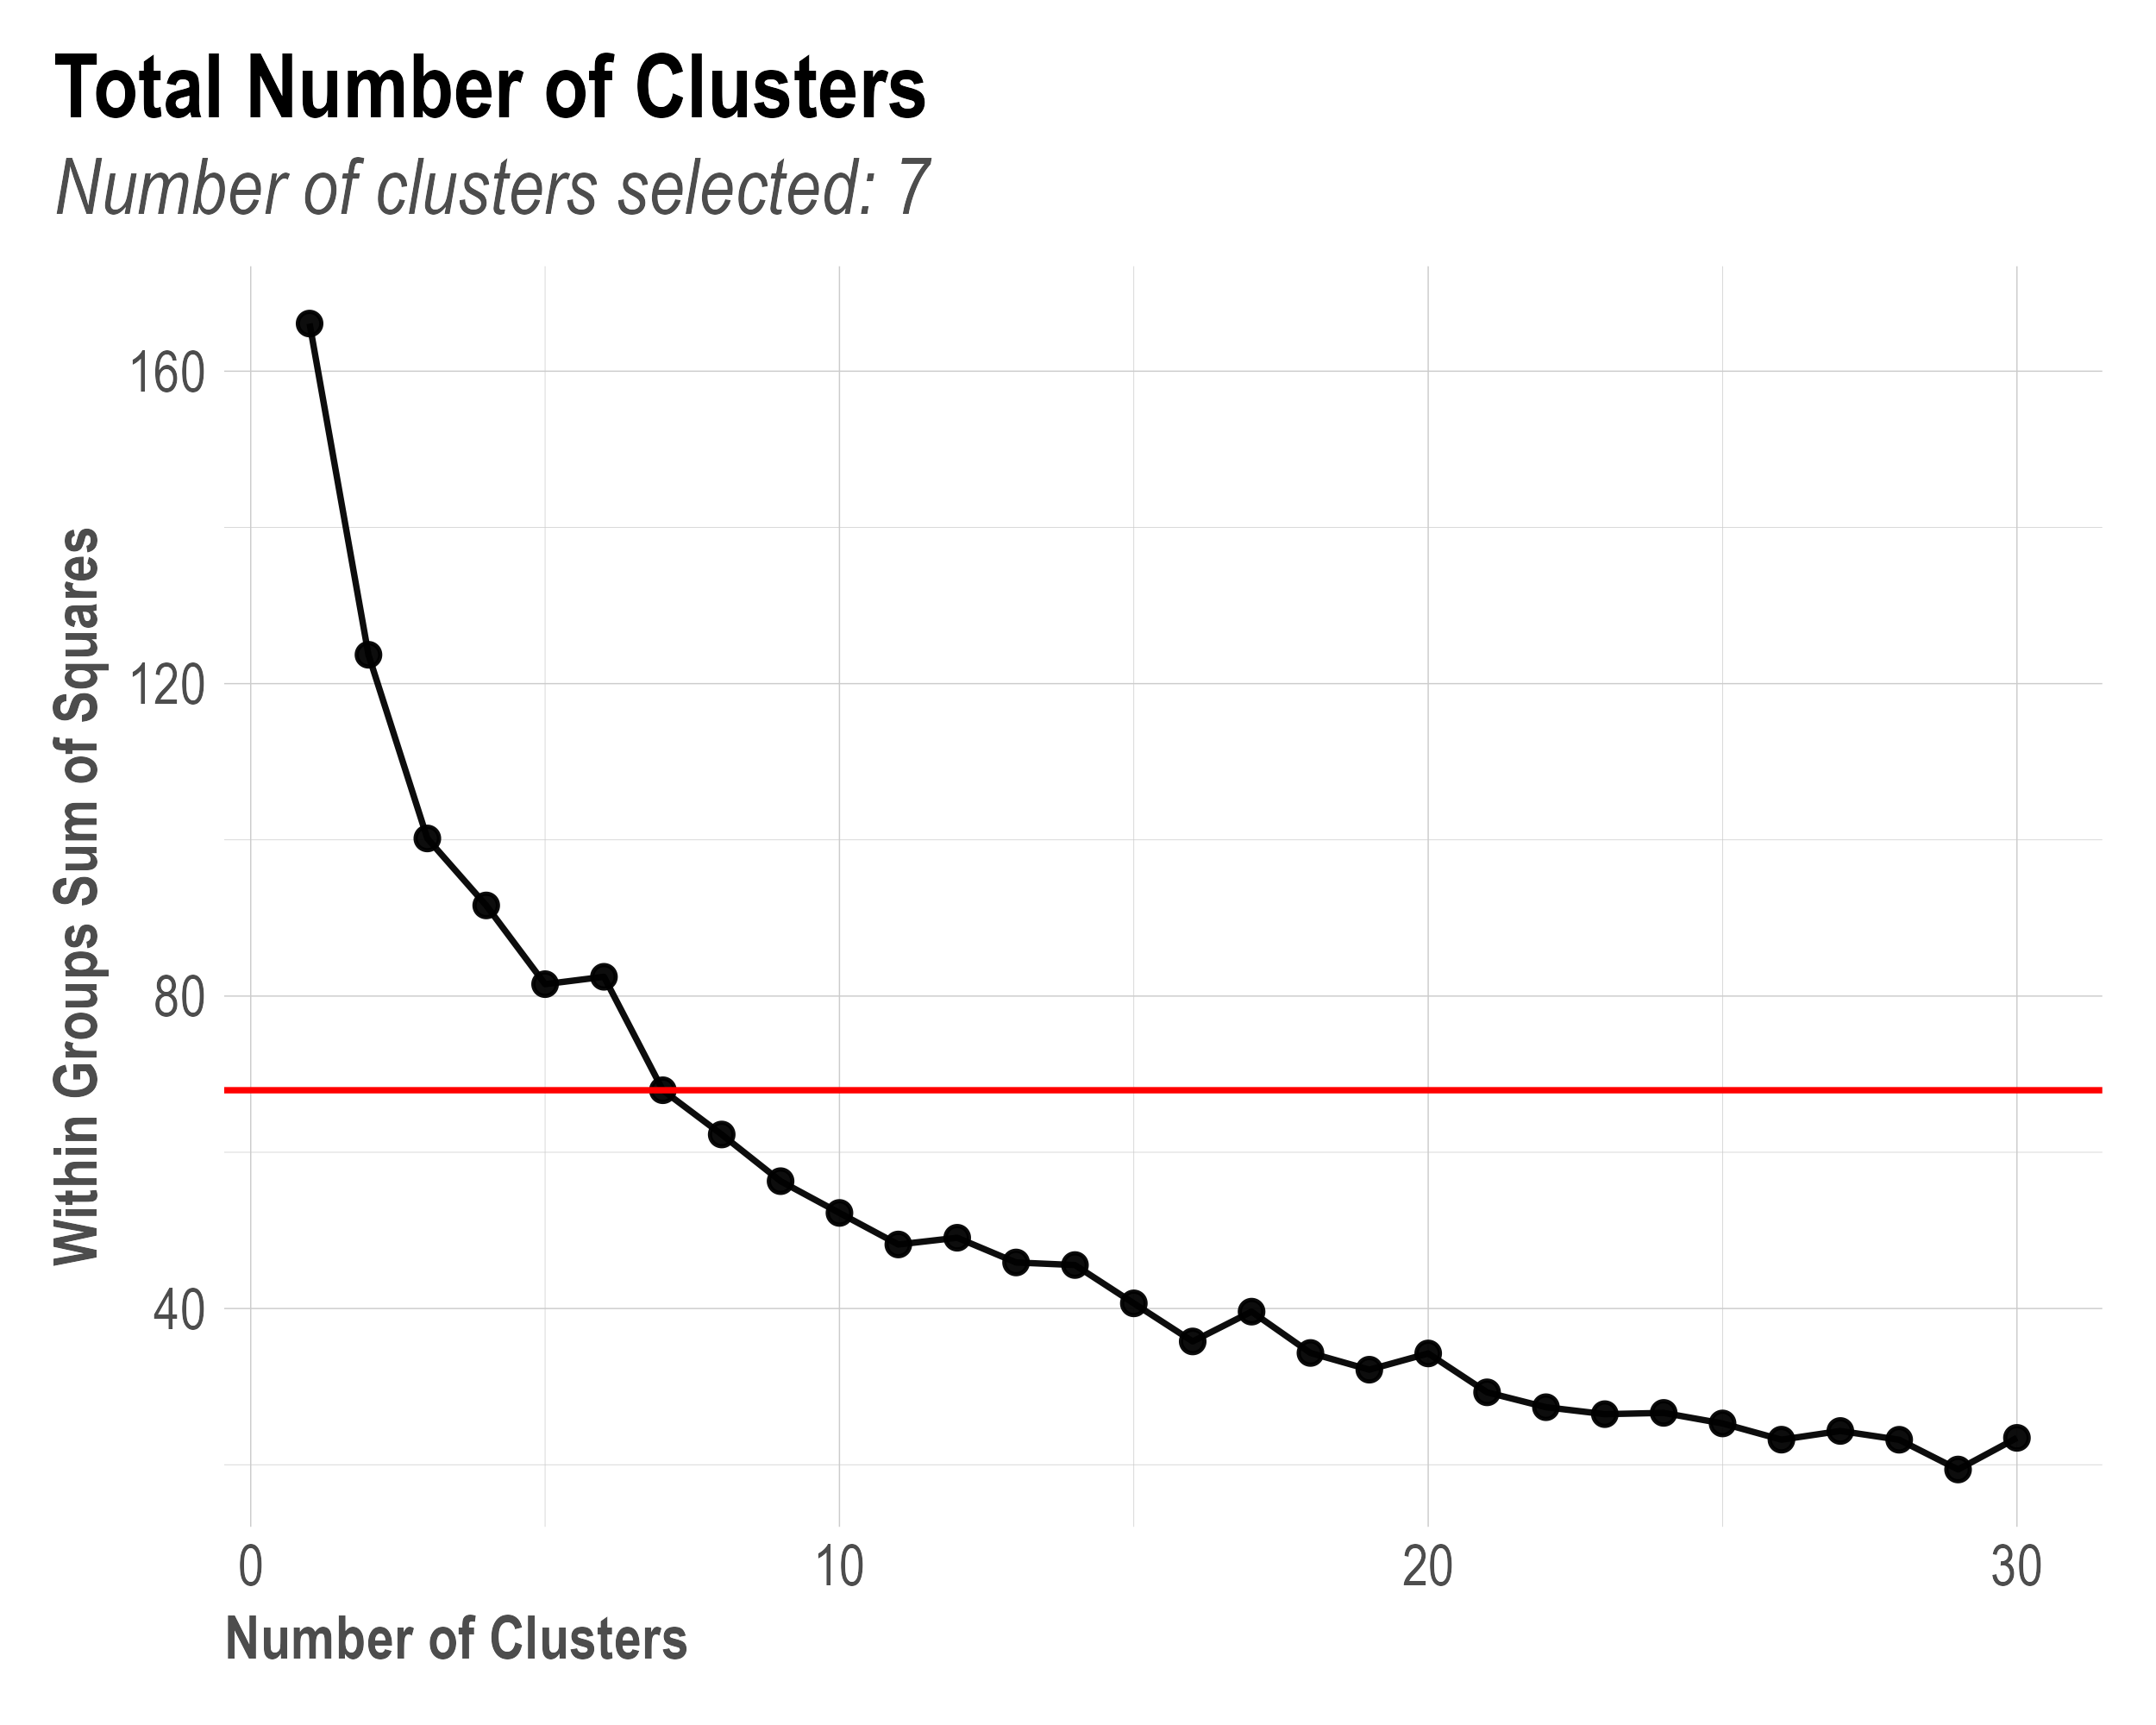 Total Number of Clusters
Number of clusters selected: 7
Within Groups Sum of Squares
160
120
80
40
0 10 20 30
Number of Clusters